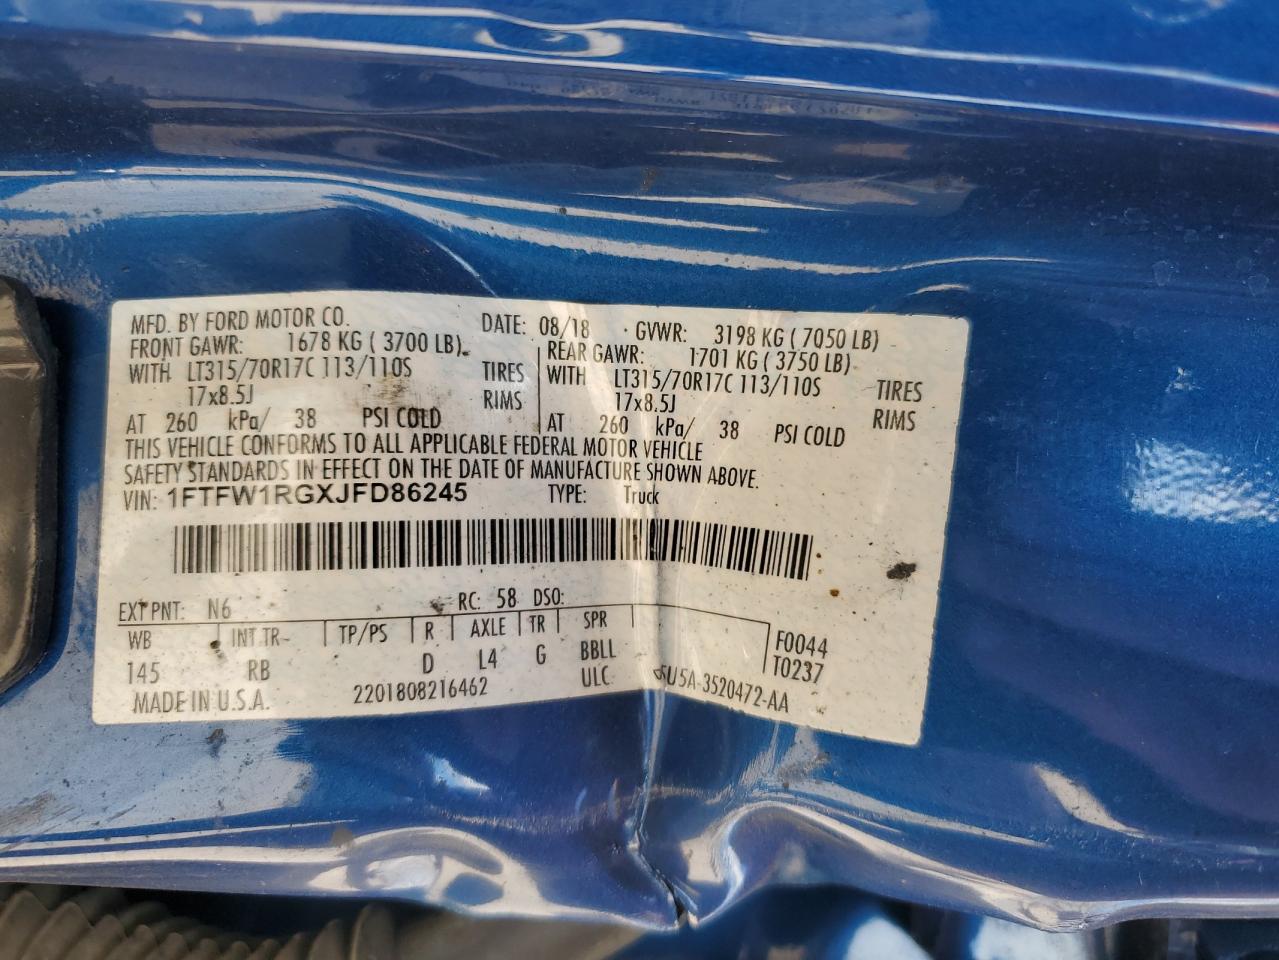 MFD. BY FORD MOTOR CO. DATE: 08/18 GVWR: 3198 KG ( 7050 LB)
FRONT GAWR: 1678 KG ( 3700 LB) REAR GAWR: 1701 KG ( 3750 LB)
WITH LT315/70R17C 113/110S TIRES WITH LT315/70R17C 113/110S TIRES
17x8.5J RIMS 17x8.5J RIMS
AT 260 kPa/ 38 PSI COLD AT 260 kPa/ 38 PSI COLD
THIS VEHICLE CONFORMS TO ALL APPLICABLE FEDERAL MOTOR VEHICLE
SAFETY STANDARDS IN EFFECT ON THE DATE OF MANUFACTURE SHOWN ABOVE.
VIN: 1FTFW1RGXJFD86245 TYPE: Truck
EXT PNT: N6 RC: 58 DSO:
WB INT TR TP/PS R AXLE TR SPR F0044
145 RB D L4 G BBLL T0237
MADE IN U.S.A. 2201808216462 ULC 5U5A-3520472-AA